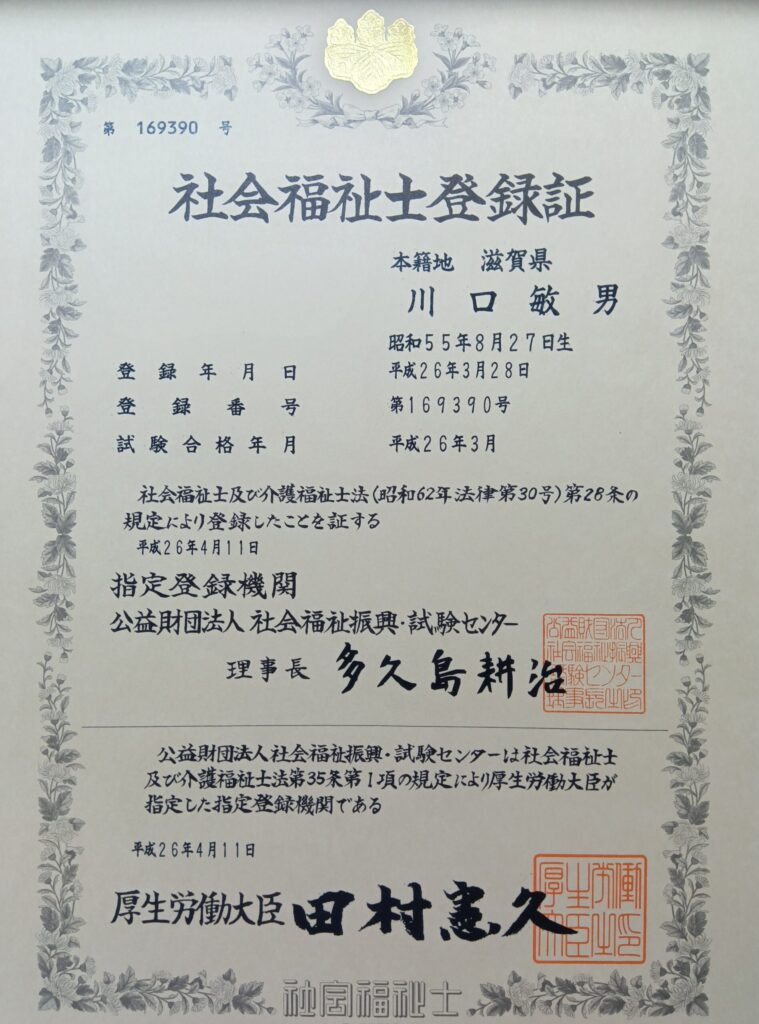 第 169390 号
社会福祉士登録証
本籍地 滋賀県
川口敏男
昭和55年8月27日生
登録年月日 平成26年3月28日
登録番号 第169390号
試験合格年月 平成26年3月
社会福祉士及び介護福祉士法(昭和62年法律第30号)第28条の
規定により登録したことを証する
平成26年4月11日
指定登録機関
公益財団法人 社会福祉振興・試験センター
理事長 多久島耕治
公益財団法人社会福祉振興・試験センターは社会福祉士
及び介護福祉士法第35条第1項の規定により厚生労働大臣が
指定した指定登録機関である
平成26年4月11日
厚生労働大臣 田村憲久
厚生労働
大臣之印
社会福祉士